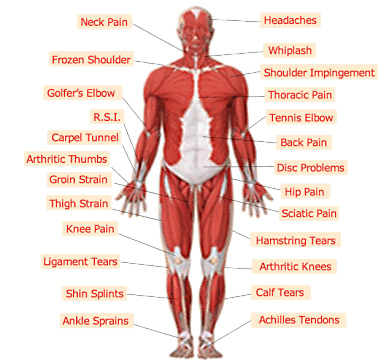 Neck Pain
Headaches
Whiplash
Frozen Shoulder
Shoulder Impingement
Golfer's Elbow
Thoracic Pain
R.S.I.
Tennis Elbow
Carpel Tunnel
Back Pain
Arthritic Thumbs
Disc Problems
Groin Strain
Hip Pain
Thigh Strain
Sciatic Pain
Knee Pain
Hamstring Tears
Ligament Tears
Arthritic Knees
Shin Splints
Calf Tears
Ankle Sprains
Achilles Tendons